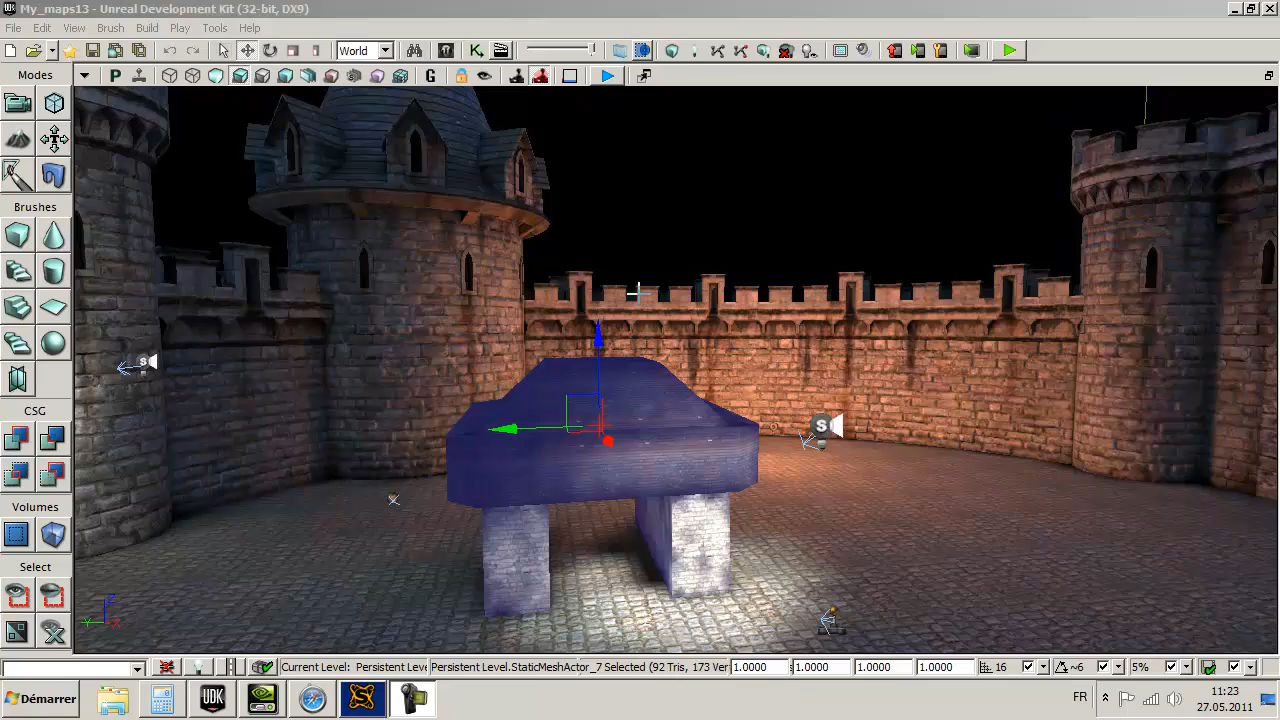 My_maps13 - Unreal Development Kit (32-bit, DX9)
File Edit View Brush Build Play Tools Help
World
Modes
P
G
Brushes
S
S
CSG
Volumes
Select
Z
Y X
Current Level: Persistent Leve Persistent Level.StaticMeshActor_7 Selected (92 Tris, 173 Ver 1.0000 1.0000 1.0000 1.0000 16 ~6 5%
Démarrer UDK FR 11:23
27.05.2011